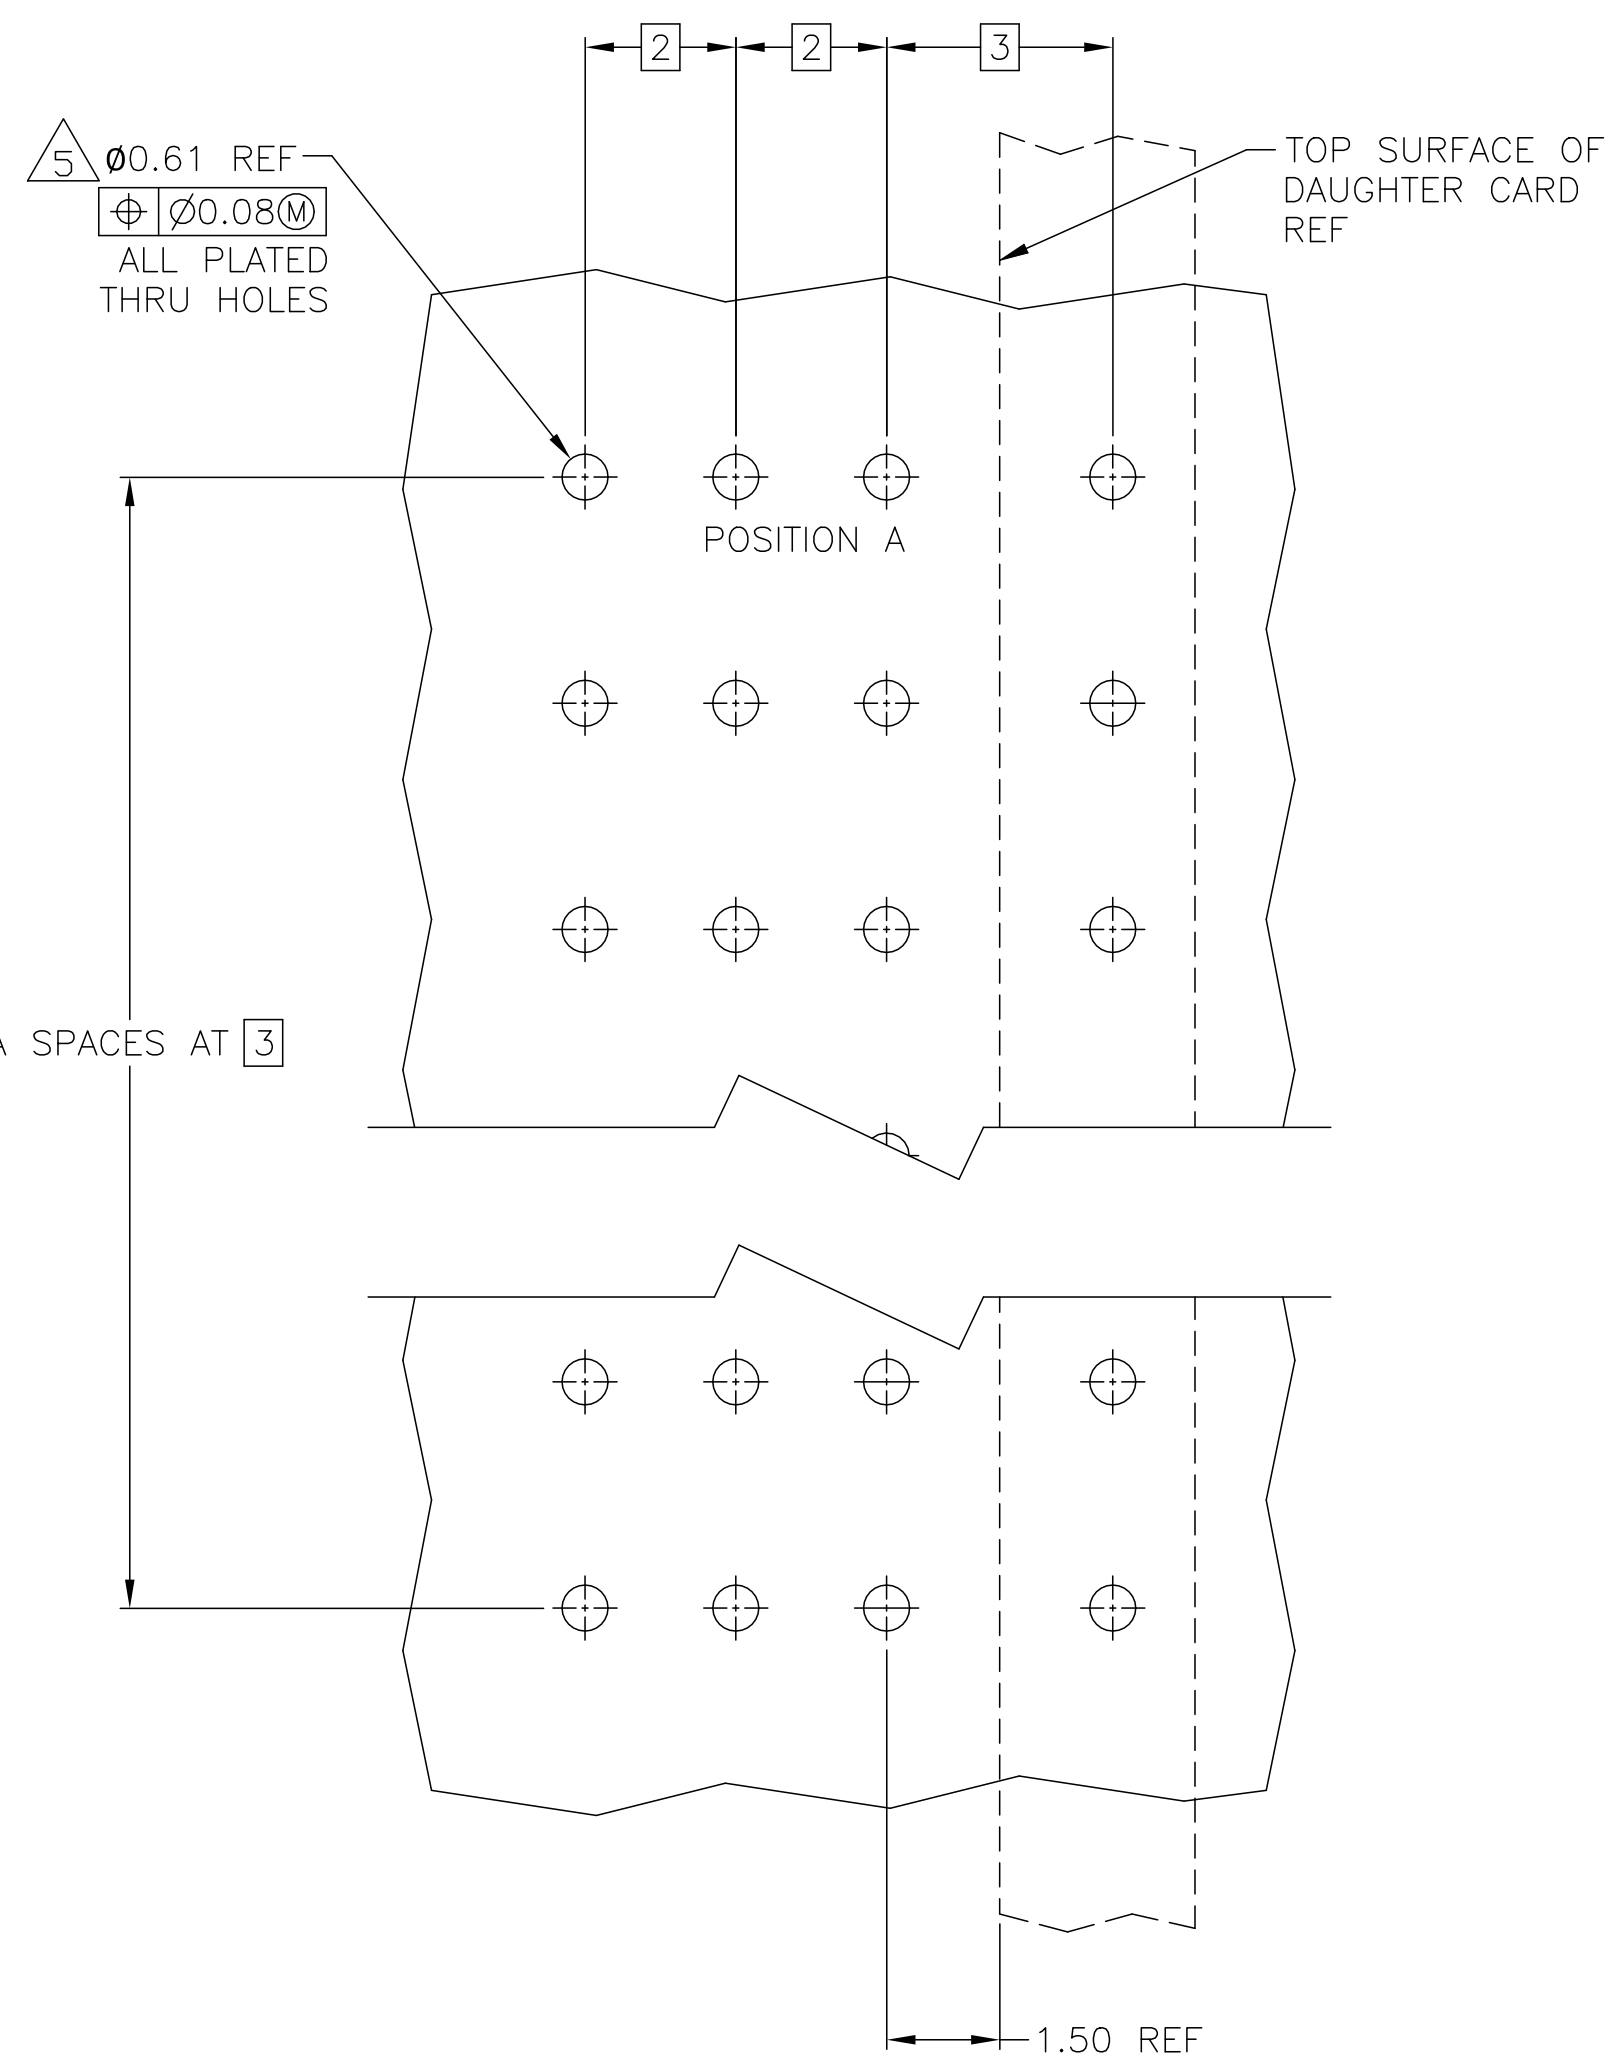 2 2 3
5 Ø0.61 REF
⌖ Ø0.08Ⓜ
ALL PLATED
THRU HOLES
TOP SURFACE OF
DAUGHTER CARD
REF
POSITION A
A SPACES AT 3
1.50 REF